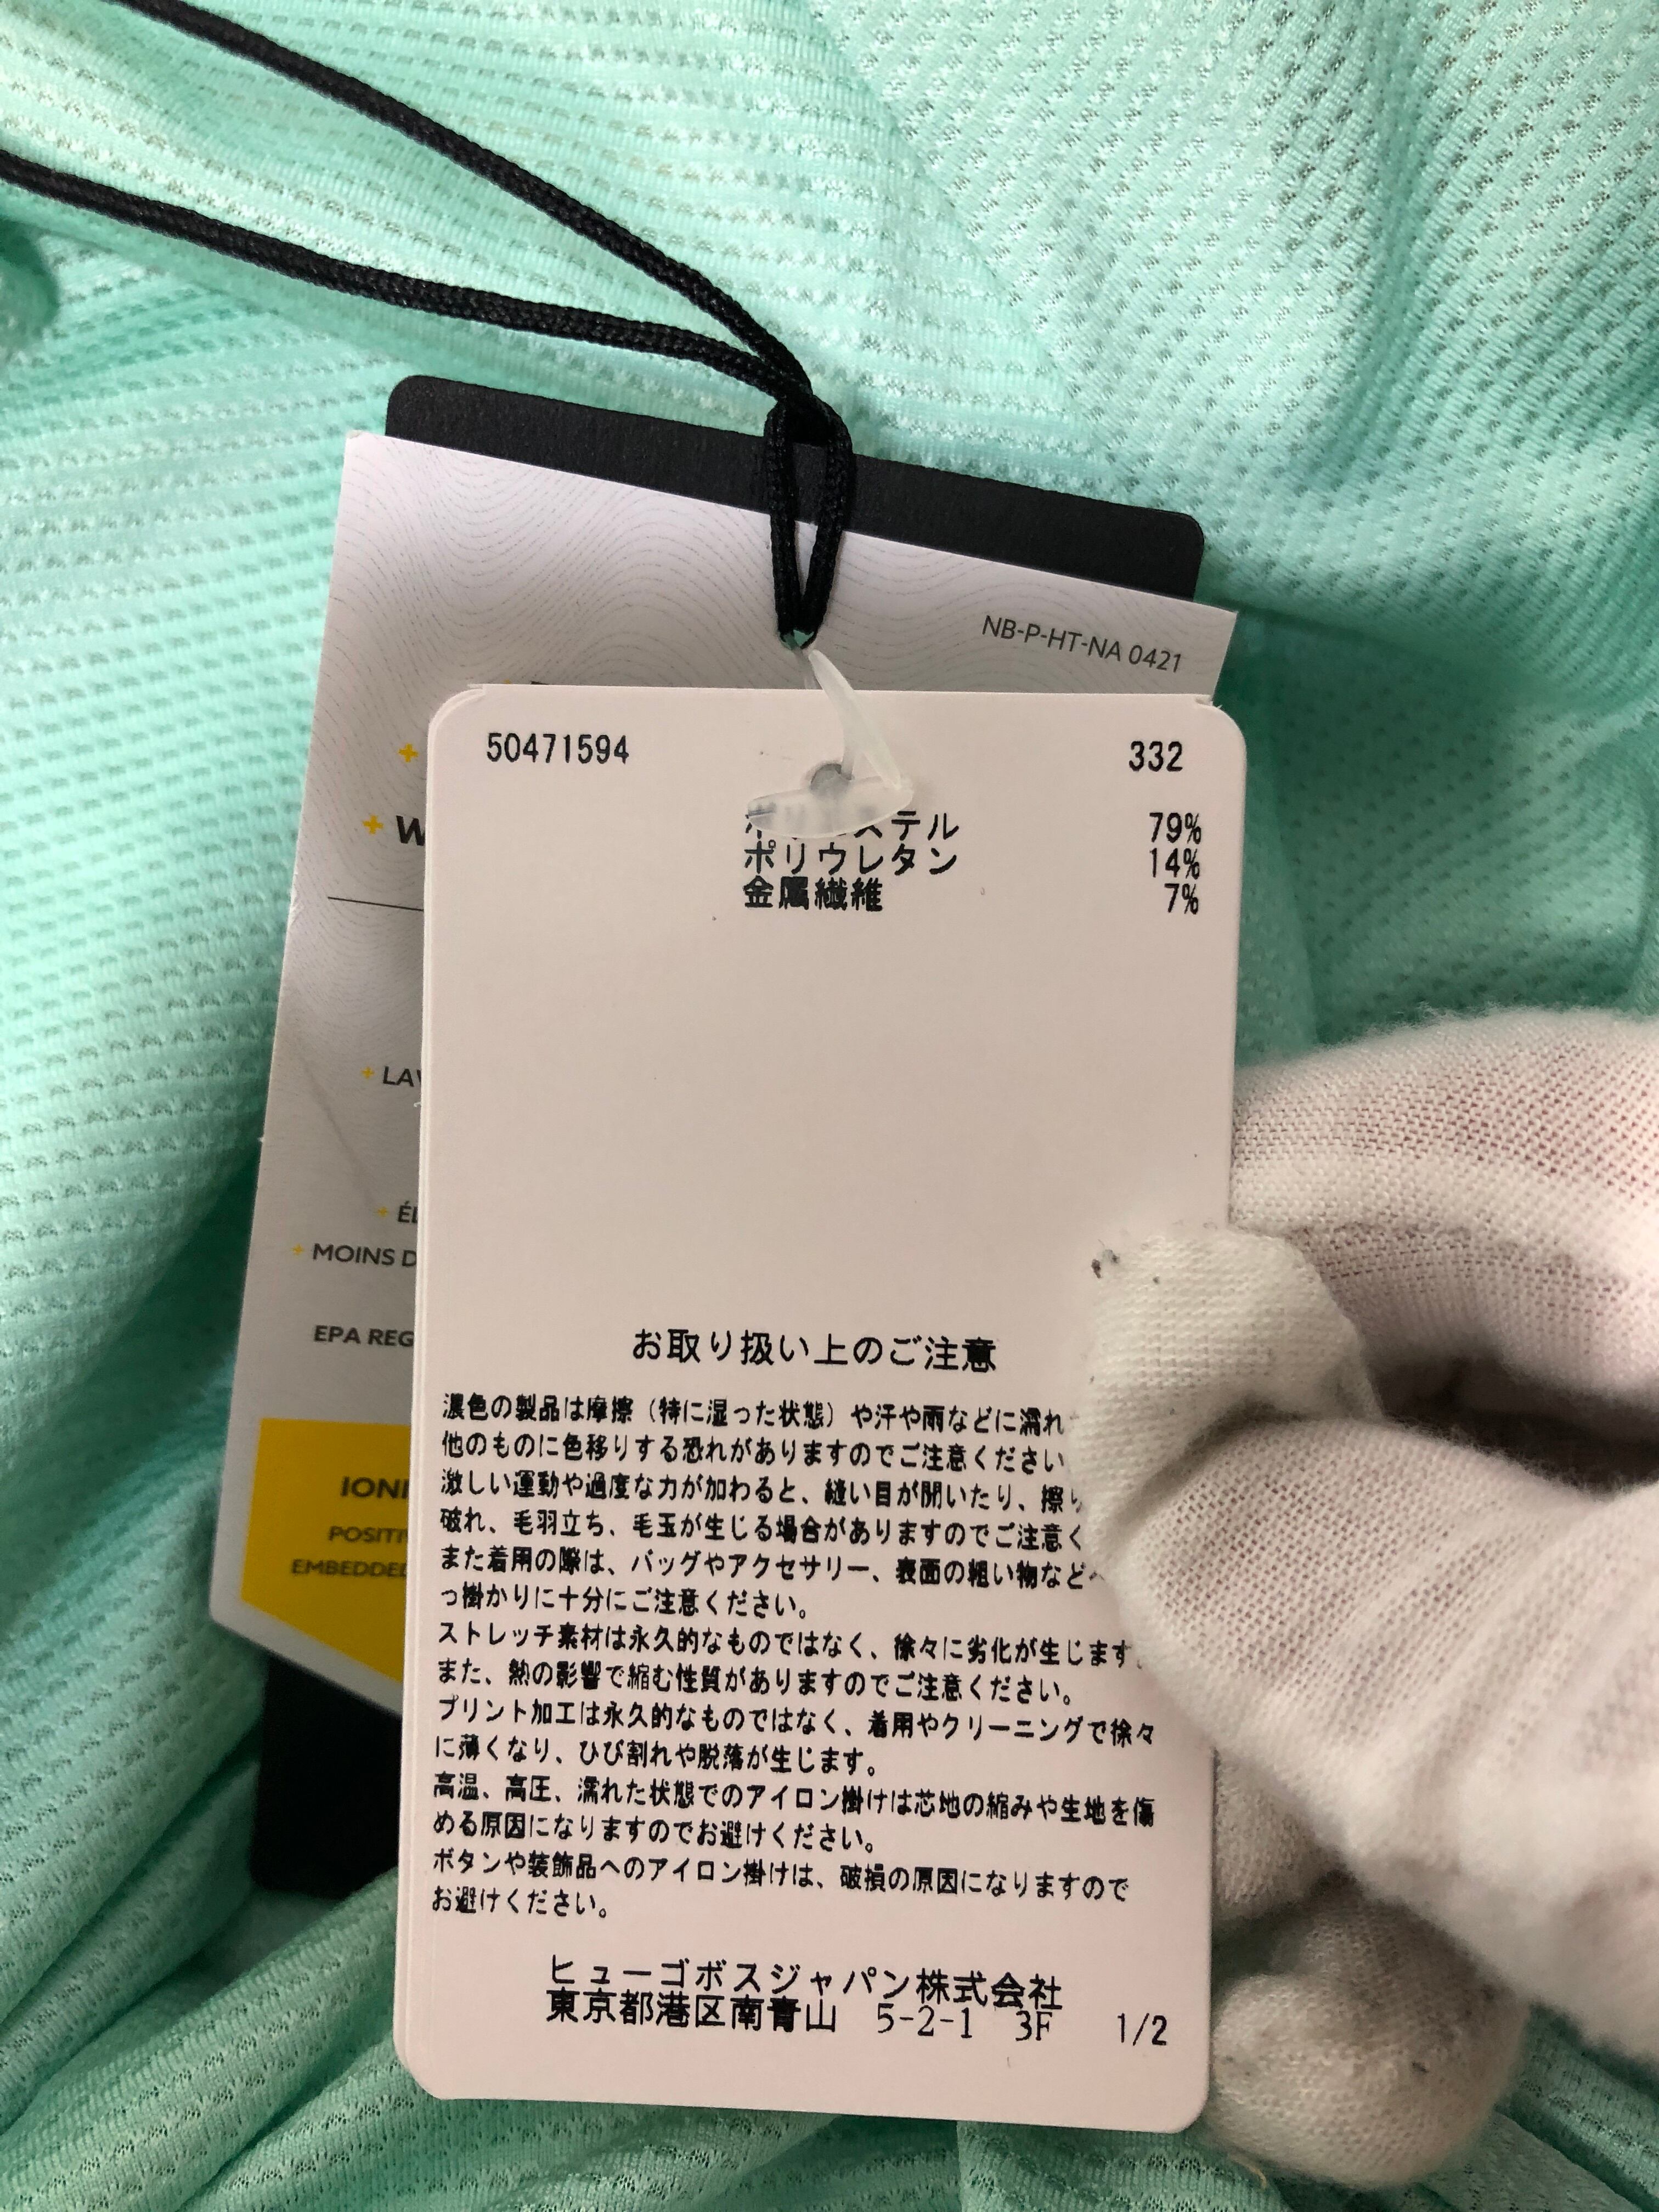 NB-P-HT-NA 0421
50471594 332
ステル 79%
ポリウレタン 14%
金属繊維 7%
+ W
+ LAV
+ ÉL
+ MOINS D
EPA REG
IONI
POSITIV
EMBEDDED
お取り扱い上のご注意
濃色の製品は摩擦（特に湿った状態）や汗や雨などに濡れ
他のものに色移りする恐れがありますのでご注意ください
激しい運動や過度な力が加わると、縫い目が開いたり、擦り
破れ、毛羽立ち、毛玉が生じる場合がありますのでご注意く
また着用の際は、バッグやアクセサリー、表面の粗い物など
っ掛かりに十分にご注意ください。
ストレッチ素材は永久的なものではなく、徐々に劣化が生じます。
また、熱の影響で縮む性質がありますのでご注意ください。
プリント加工は永久的なものではなく、着用やクリーニングで徐々
に薄くなり、ひび割れや脱落が生じます。
高温、高圧、濡れた状態でのアイロン掛けは芯地の縮みや生地を傷
める原因になりますのでお避けください。
ボタンや装飾品へのアイロン掛けは、破損の原因になりますので
お避けください。
ヒューゴボスジャパン株式会社
東京都港区南青山 5-2-1 3F 1/2